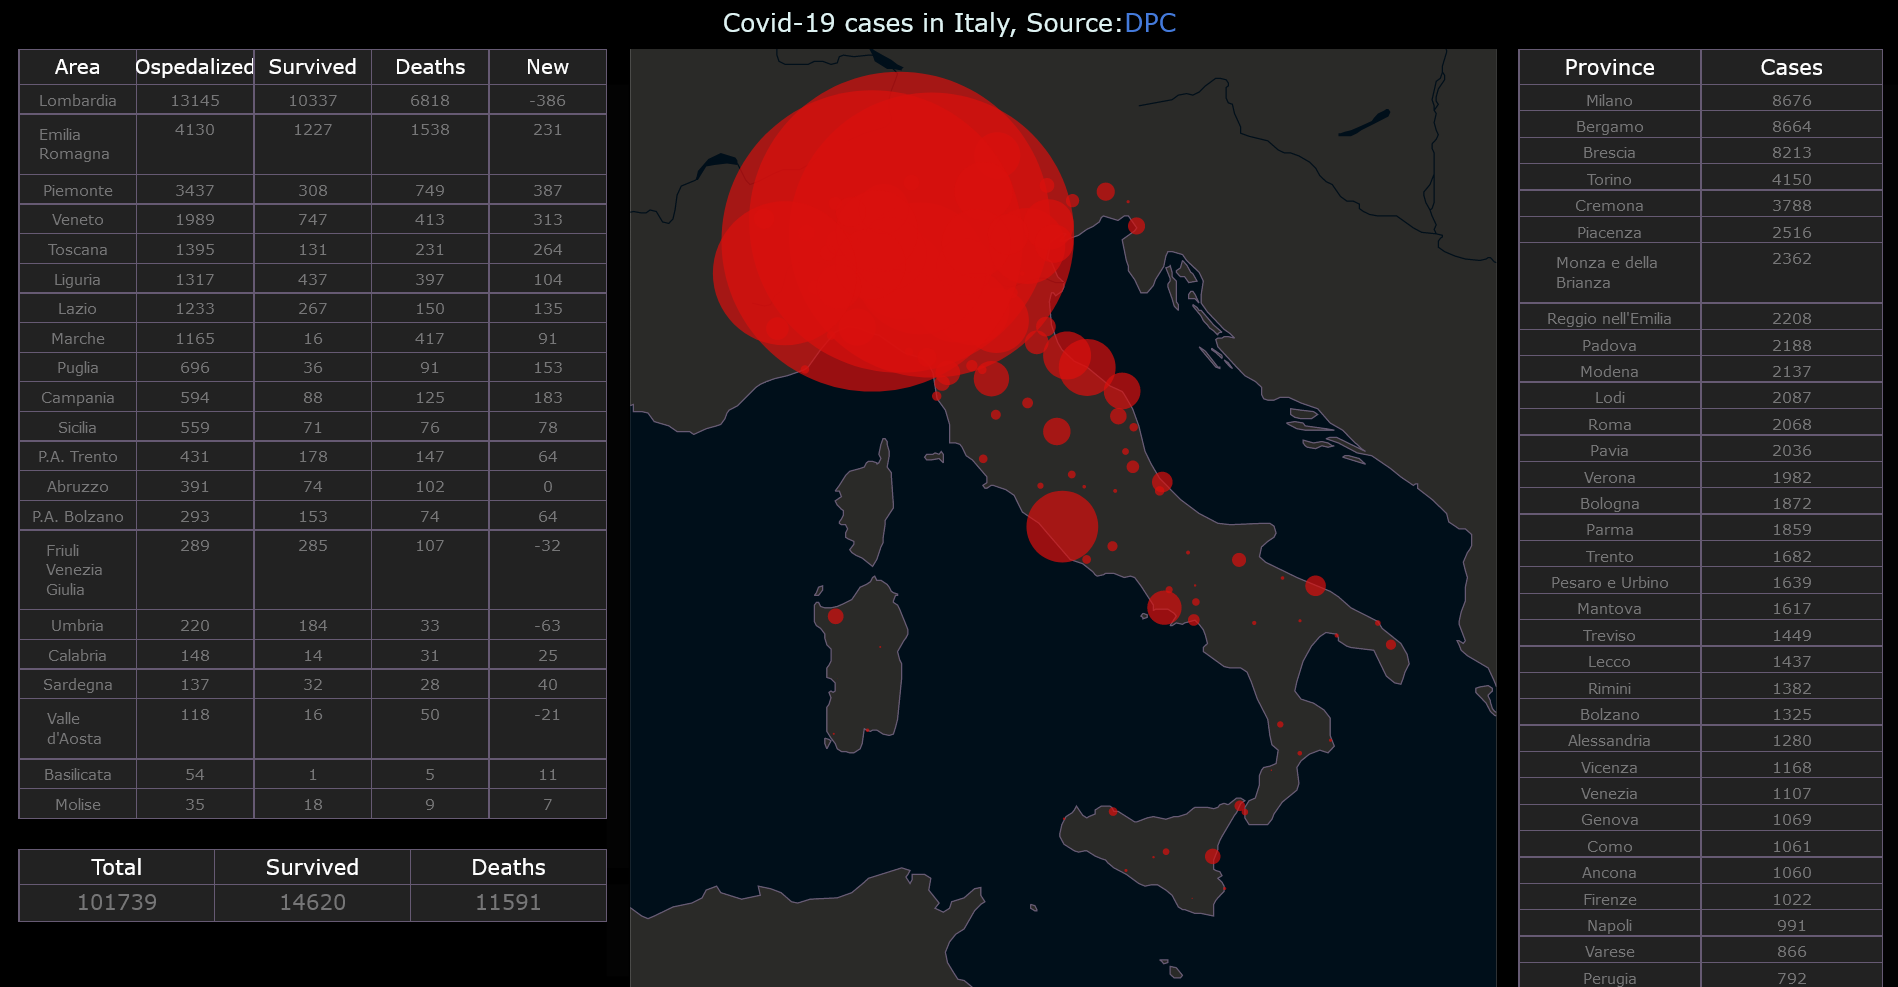 Covid-19 cases in Italy, Source:DPC
Area Ospedalized Survived Deaths New
Lombardia 13145 10337 6818 -386
Emilia Romagna 4130 1227 1538 231
Piemonte 3437 308 749 387
Veneto 1989 747 413 313
Toscana 1395 131 231 264
Liguria 1317 437 397 104
Lazio 1233 267 150 135
Marche 1165 16 417 91
Puglia 696 36 91 153
Campania 594 88 125 183
Sicilia 559 71 76 78
P.A. Trento 431 178 147 64
Abruzzo 391 74 102 0
P.A. Bolzano 293 153 74 64
Friuli Venezia Giulia 289 285 107 -32
Umbria 220 184 33 -63
Calabria 148 14 31 25
Sardegna 137 32 28 40
Valle d'Aosta 118 16 50 -21
Basilicata 54 1 5 11
Molise 35 18 9 7
Total Survived Deaths
101739 14620 11591
Province Cases
Milano 8676
Bergamo 8664
Brescia 8213
Torino 4150
Cremona 3788
Piacenza 2516
Monza e della Brianza 2362
Reggio nell'Emilia 2208
Padova 2188
Modena 2137
Lodi 2087
Roma 2068
Pavia 2036
Verona 1982
Bologna 1872
Parma 1859
Trento 1682
Pesaro e Urbino 1639
Mantova 1617
Treviso 1449
Lecco 1437
Rimini 1382
Bolzano 1325
Alessandria 1280
Vicenza 1168
Venezia 1107
Genova 1069
Como 1061
Ancona 1060
Firenze 1022
Napoli 991
Varese 866
Perugia 792